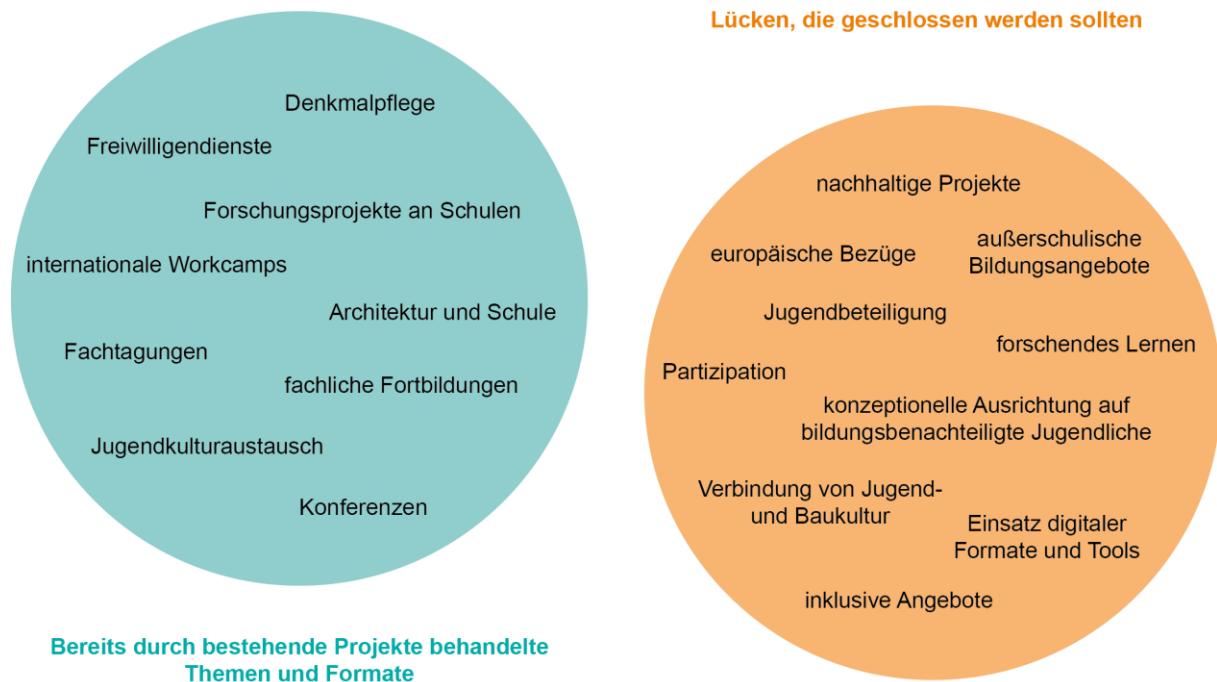 Denkmalpflege
Freiwilligendienste
Forschungsprojekte an Schulen
internationale Workcamps
Architektur und Schule
Fachtagungen
fachliche Fortbildungen
Jugendkulturaustausch
Konferenzen
Bereits durch bestehende Projekte behandelte
Themen und Formate
Lücken, die geschlossen werden sollten
nachhaltige Projekte
außerschulische
Bildungsangebote
europäische Bezüge
Jugendbeteiligung
forschendes Lernen
Partizipation
konzeptionelle Ausrichtung auf
bildungsbenachteiligte Jugendliche
Verbindung von Jugend-
und Baukultur
Einsatz digitaler
Formate und Tools
inklusive Angebote